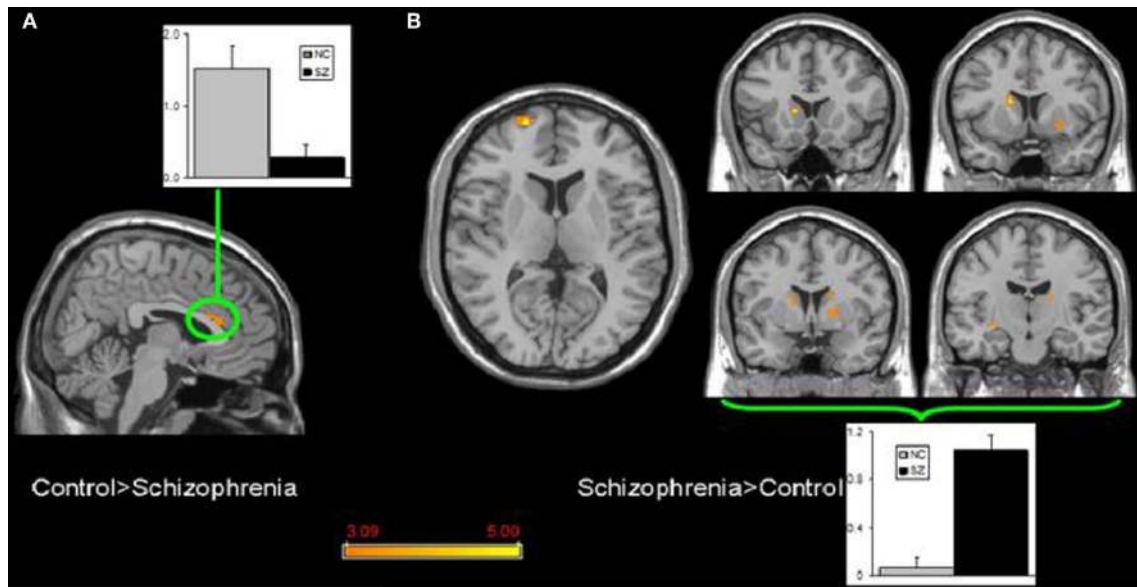 A
2.0
1.0
0.0
NC
SZ
B
Control>Schizophrenia
Schizophrenia>Control
3.09
5.00
1.2
0.8
0.4
0
NC
SZ